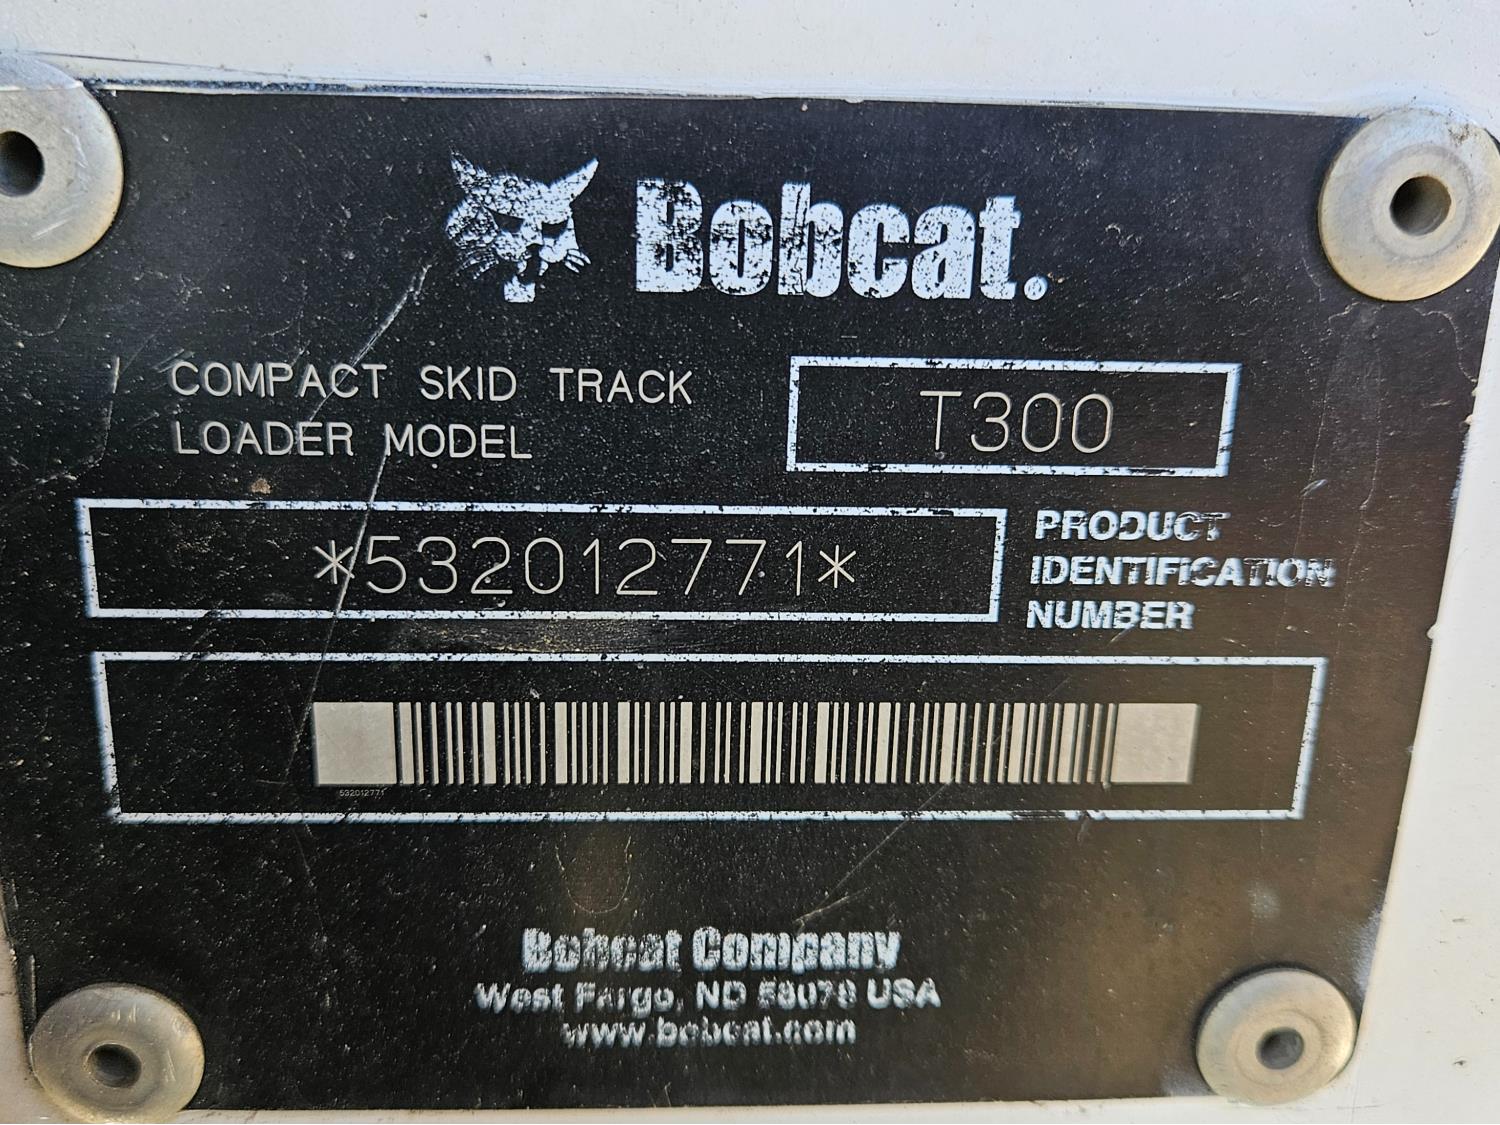 Bobcat.
COMPACT SKID TRACK
LOADER MODEL
T300
*532012771*
PRODUCT
IDENTIFICATION
NUMBER
532012771
Bobcat Company
West Fargo, ND 58078 USA
www.bobcat.com